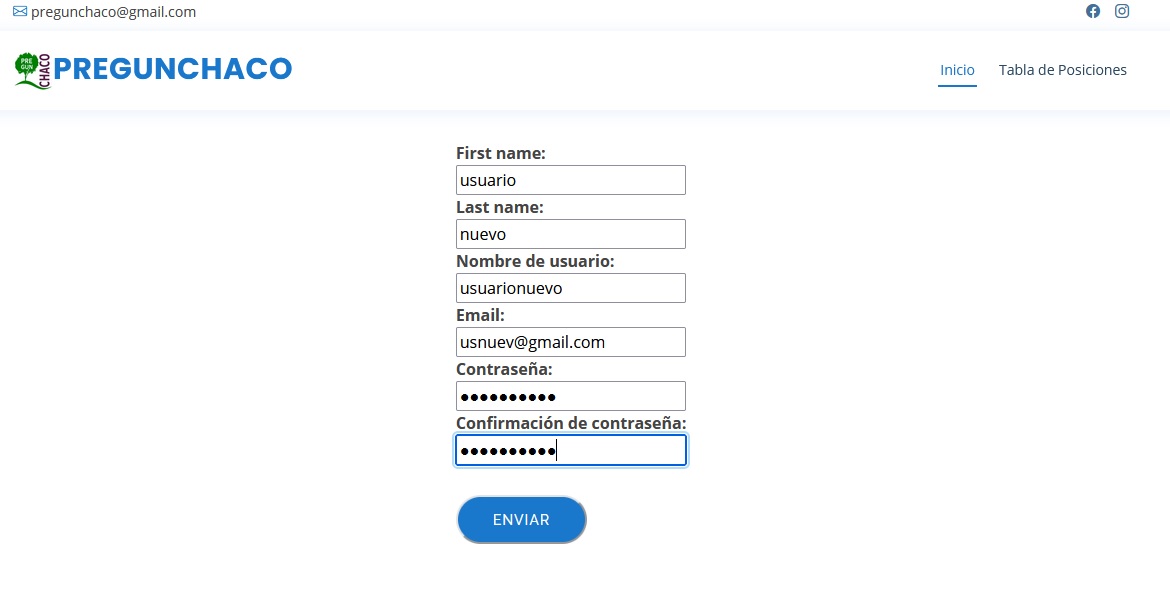 pregunchaco@gmail.com
PRE
GUN
CHACO
PREGUNCHACO
Inicio
Tabla de Posiciones
First name:
usuario
Last name:
nuevo
Nombre de usuario:
usuarionuevo
Email:
usnuev@gmail.com
Contraseña:
••••••••••
Confirmación de contraseña:
••••••••••
ENVIAR